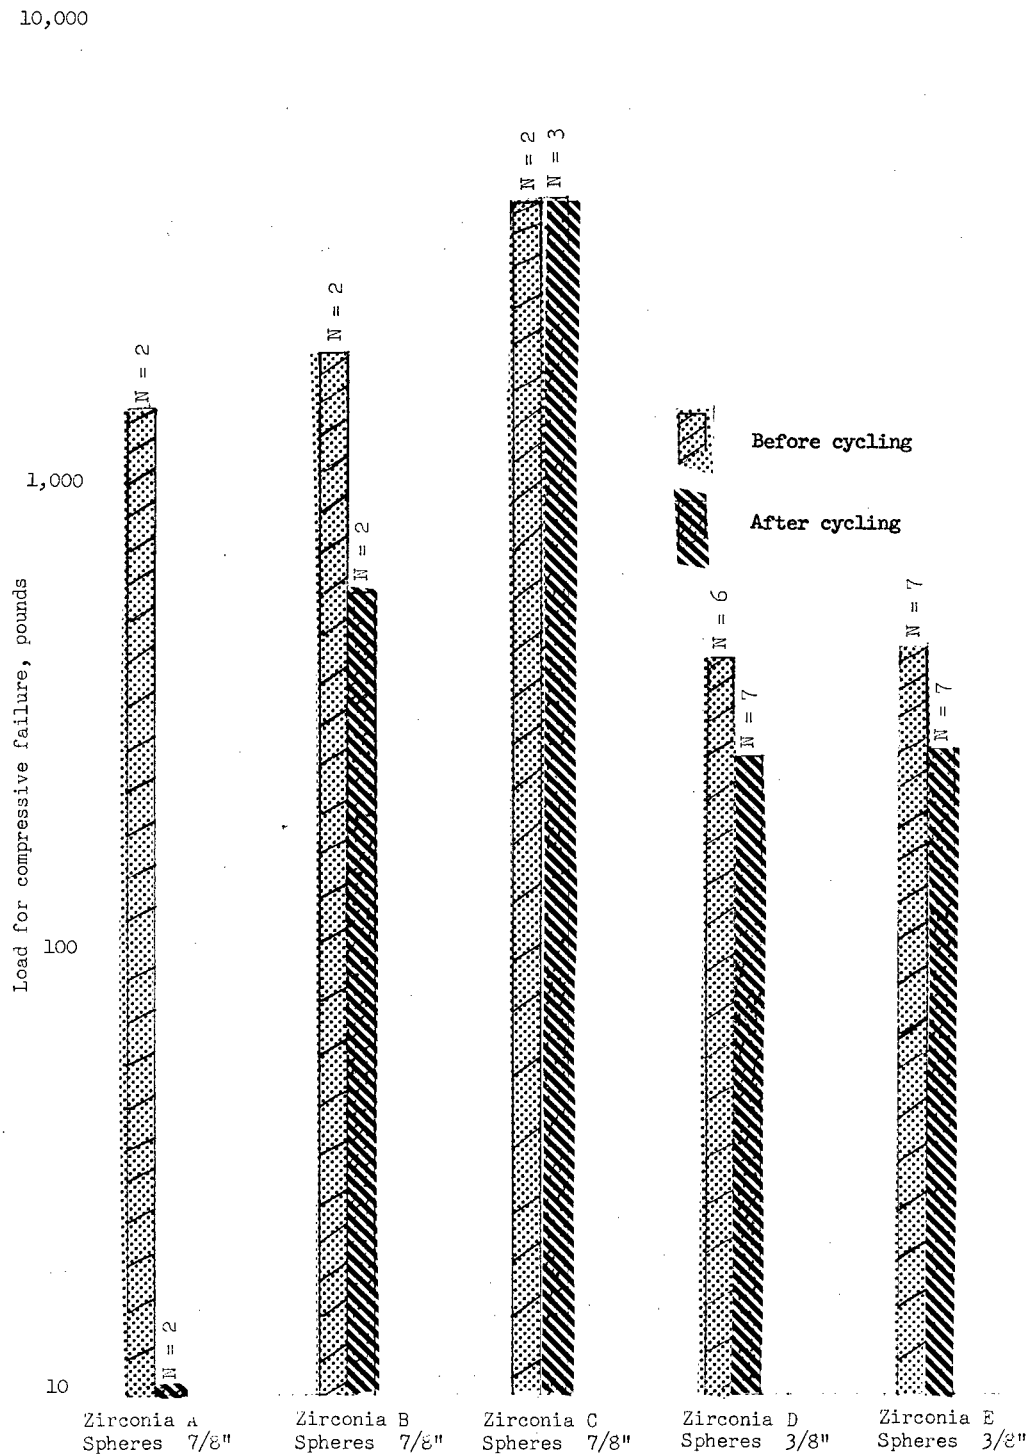 10,000
N = 2
N = 3
N = 2
N = 2
Before cycling
1,000
After cycling
N = 2
N = 6
N = 7
N = 7
N = 7
Load for compressive failure, pounds
100
N = 2
10
Zirconia A
Spheres 7/8"
Zirconia B
Spheres 7/8"
Zirconia C
Spheres 7/8"
Zirconia D
Spheres 3/8"
Zirconia E
Spheres 3/8"